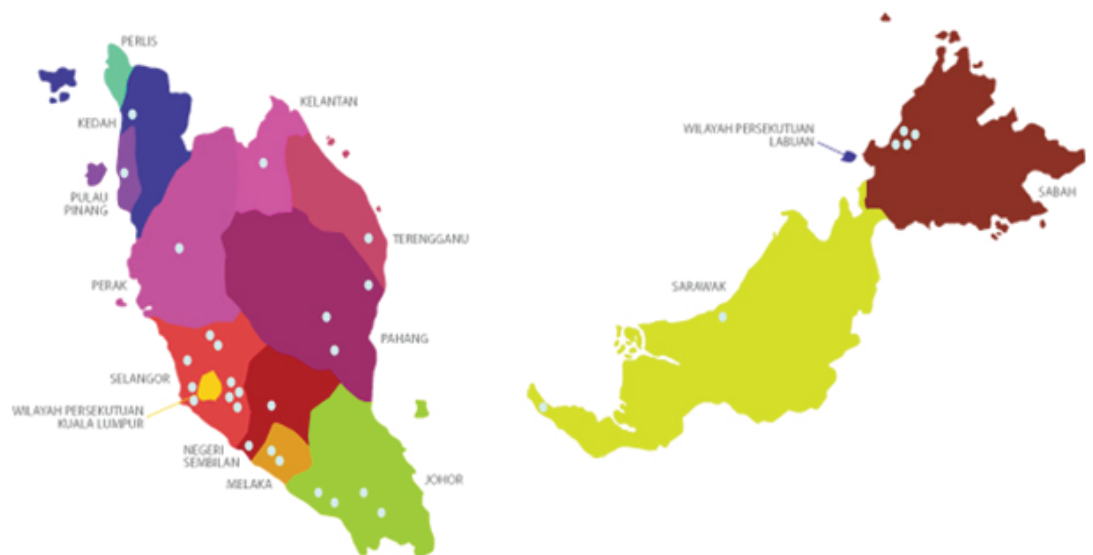 PERLIS
KELANTAN
KEDAH
PULAU
PINANG
TERENGGANU
PERAK
PAHANG
SELANGOR
WILAYAH PERSEKUTUAN
KUALA LUMPUR
NEGERI
SEMBILAN
MELAKA
JOHOR
WILAYAH PERSEKUTUAN
LABUAN
SABAH
SARAWAK